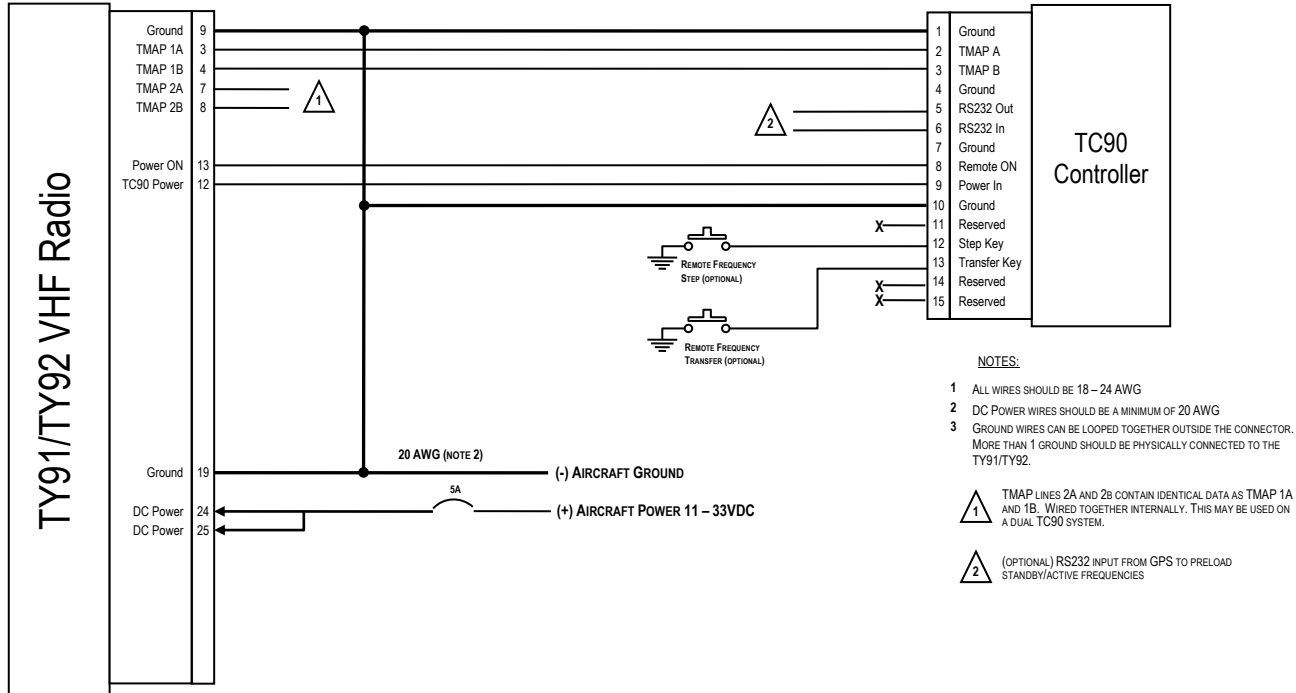 TY91/TY92 VHF Radio
Ground 9
TMAP 1A 3
TMAP 1B 4
TMAP 2A 7
TMAP 2B 8
Power ON 13
TC90 Power 12
Ground 19
DC Power 24
DC Power 25
1
2
1 Ground
2 TMAP A
3 TMAP B
4 Ground
5 RS232 Out
6 RS232 In
7 Ground
8 Remote ON
9 Power In
10 Ground
11 Reserved
12 Step Key
13 Transfer Key
14 Reserved
15 Reserved
X
X
X
TC90
Controller
REMOTE FREQUENCY
STEP (OPTIONAL)
REMOTE FREQUENCY
TRANSFER (OPTIONAL)
20 AWG (NOTE 2)
(-) AIRCRAFT GROUND
5A
(+) AIRCRAFT POWER 11 – 33VDC
NOTES:
1 ALL WIRES SHOULD BE 18 – 24 AWG
2 DC POWER WIRES SHOULD BE A MINIMUM OF 20 AWG
3 GROUND WIRES CAN BE LOOPED TOGETHER OUTSIDE THE CONNECTOR.
MORE THAN 1 GROUND SHOULD BE PHYSICALLY CONNECTED TO THE
TY91/TY92.
1 TMAP LINES 2A AND 2B CONTAIN IDENTICAL DATA AS TMAP 1A
AND 1B. WIRED TOGETHER INTERNALLY. THIS MAY BE USED ON
A DUAL TC90 SYSTEM.
2 (OPTIONAL) RS232 INPUT FROM GPS TO PRELOAD
STANDBY/ACTIVE FREQUENCIES